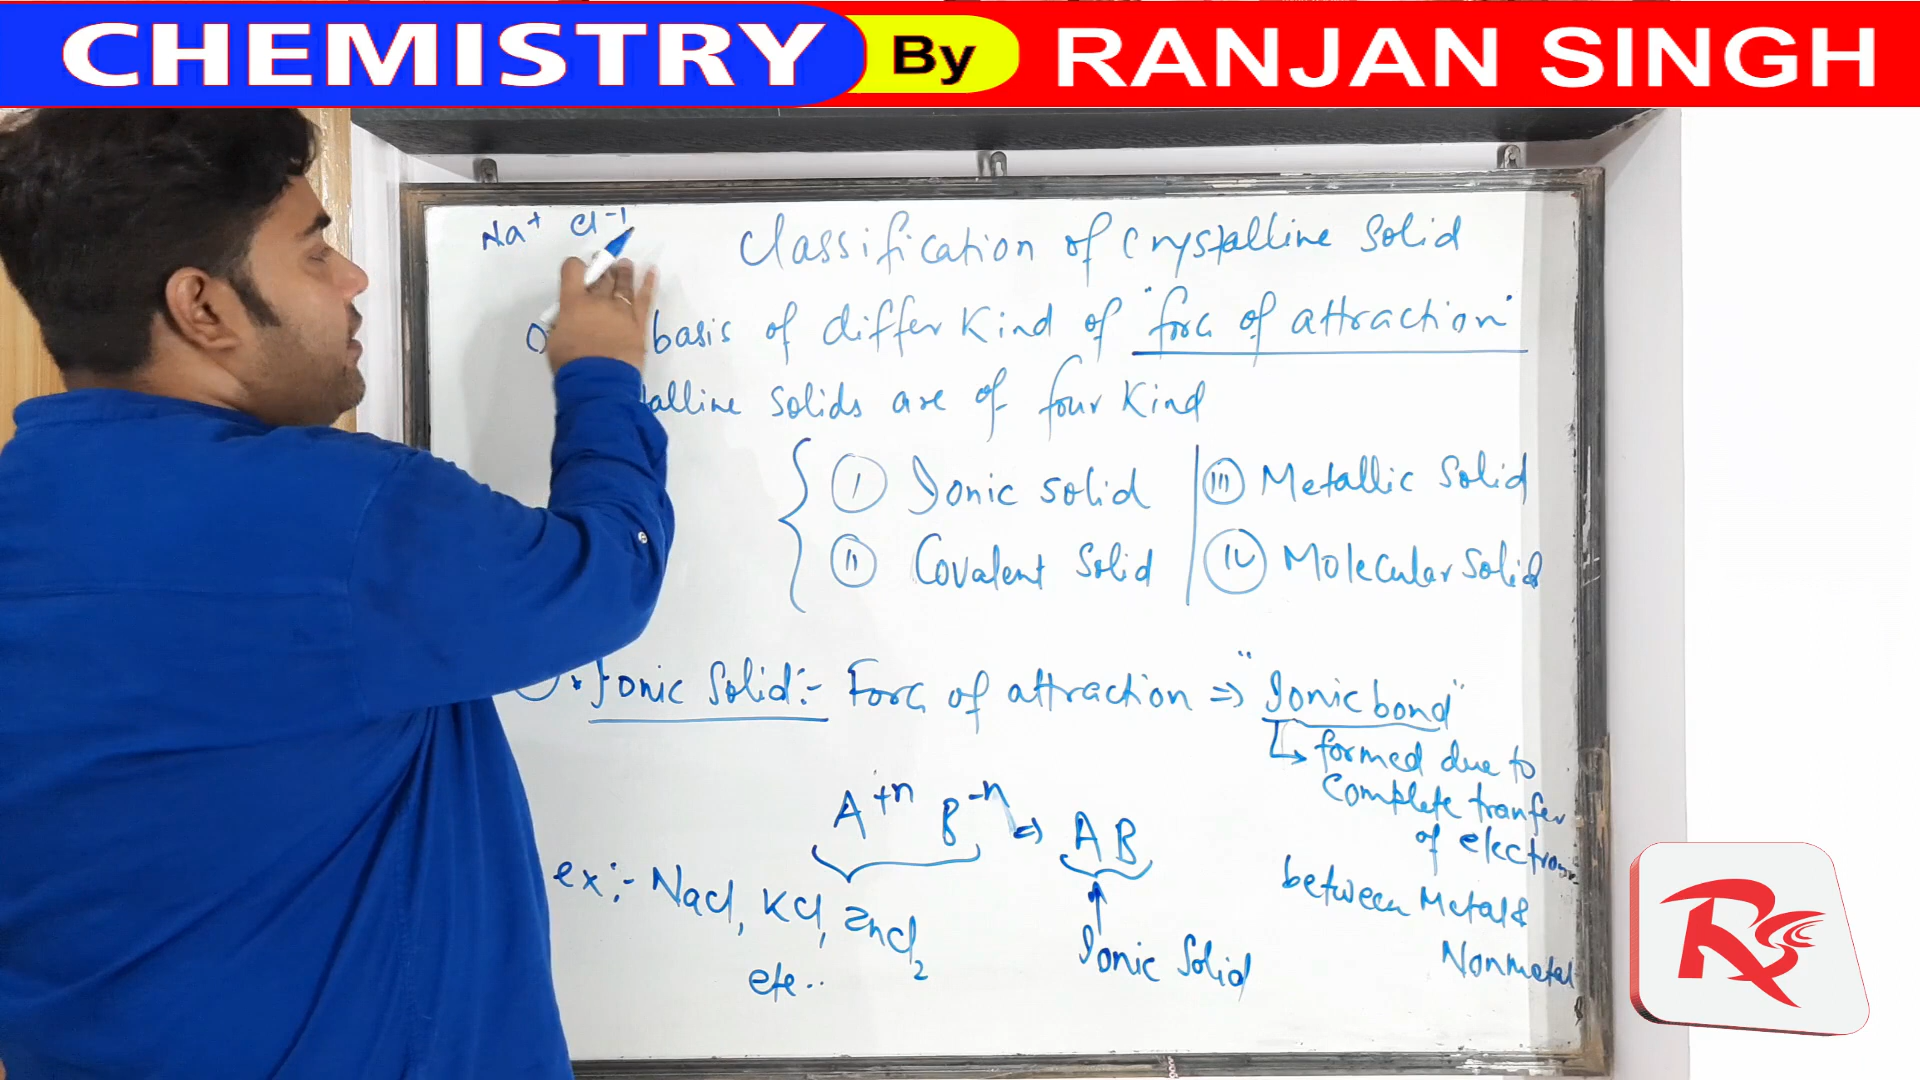 CHEMISTRY By RANJAN SINGH
Na+ Cl-1
Classification of Crystalline Solid
basis of differ kind of "forc of attraction"
alline solids are of four kind
I Ionic solid
II Covalent Solid
III Metallic Solid
IV Molecular Solid
Ionic Solid:- Forc of attraction ⇒ "Ionic bond"
↳ formed due to
Complete tranfer
of electrons
between Metal &
Nonmetal
A+n B-n ⇒ AB
Ionic Solid
ex:- NaCl, KCl, ZnCl2
etc..
RS